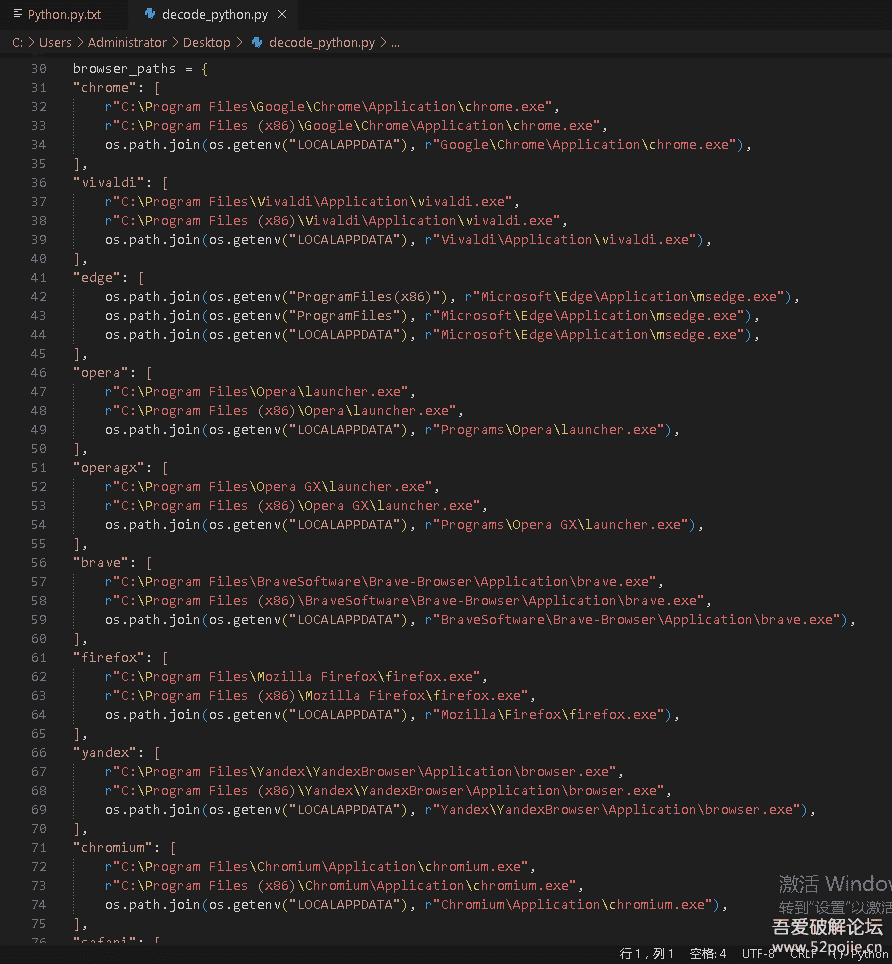 Python.py.txt decode_python.py
C: > Users > Administrator > Desktop > decode_python.py > ...
30 browser_paths = {
31 "chrome": [
32 r"C:\Program Files\Google\Chrome\Application\chrome.exe",
33 r"C:\Program Files (x86)\Google\Chrome\Application\chrome.exe",
34 os.path.join(os.getenv("LOCALAPPDATA"), r"Google\Chrome\Application\chrome.exe"),
35 ],
36 "vivaldi": [
37 r"C:\Program Files\Vivaldi\Application\vivaldi.exe",
38 r"C:\Program Files (x86)\Vivaldi\Application\vivaldi.exe",
39 os.path.join(os.getenv("LOCALAPPDATA"), r"Vivaldi\Application\vivaldi.exe"),
40 ],
41 "edge": [
42 os.path.join(os.getenv("ProgramFiles(x86)"), r"Microsoft\Edge\Application\msedge.exe"),
43 os.path.join(os.getenv("ProgramFiles"), r"Microsoft\Edge\Application\msedge.exe"),
44 os.path.join(os.getenv("LOCALAPPDATA"), r"Microsoft\Edge\Application\msedge.exe"),
45 ],
46 "opera": [
47 r"C:\Program Files\Opera\launcher.exe",
48 r"C:\Program Files (x86)\Opera\launcher.exe",
49 os.path.join(os.getenv("LOCALAPPDATA"), r"Programs\Opera\launcher.exe"),
50 ],
51 "operagx": [
52 r"C:\Program Files\Opera GX\launcher.exe",
53 r"C:\Program Files (x86)\Opera GX\launcher.exe",
54 os.path.join(os.getenv("LOCALAPPDATA"), r"Programs\Opera GX\launcher.exe"),
55 ],
56 "brave": [
57 r"C:\Program Files\BraveSoftware\Brave-Browser\Application\brave.exe",
58 r"C:\Program Files (x86)\BraveSoftware\Brave-Browser\Application\brave.exe",
59 os.path.join(os.getenv("LOCALAPPDATA"), r"BraveSoftware\Brave-Browser\Application\brave.exe"),
60 ],
61 "firefox": [
62 r"C:\Program Files\Mozilla Firefox\firefox.exe",
63 r"C:\Program Files (x86)\Mozilla Firefox\firefox.exe",
64 os.path.join(os.getenv("LOCALAPPDATA"), r"Mozilla\Firefox\firefox.exe"),
65 ],
66 "yandex": [
67 r"C:\Program Files\Yandex\YandexBrowser\Application\browser.exe",
68 r"C:\Program Files (x86)\Yandex\YandexBrowser\Application\browser.exe",
69 os.path.join(os.getenv("LOCALAPPDATA"), r"Yandex\YandexBrowser\Application\browser.exe"),
70 ],
71 "chromium": [
72 r"C:\Program Files\Chromium\Application\chromium.exe",
73 r"C:\Program Files (x86)\Chromium\Application\chromium.exe",
74 os.path.join(os.getenv("LOCALAPPDATA"), r"Chromium\Application\chromium.exe"),
75 ],
76 "safari": [
激活 Window
转到"设置"以激活
吾爱破解论坛
www.52pojie.cn
行 1，列 1 空格: 4 UTF-8 CRLF Python